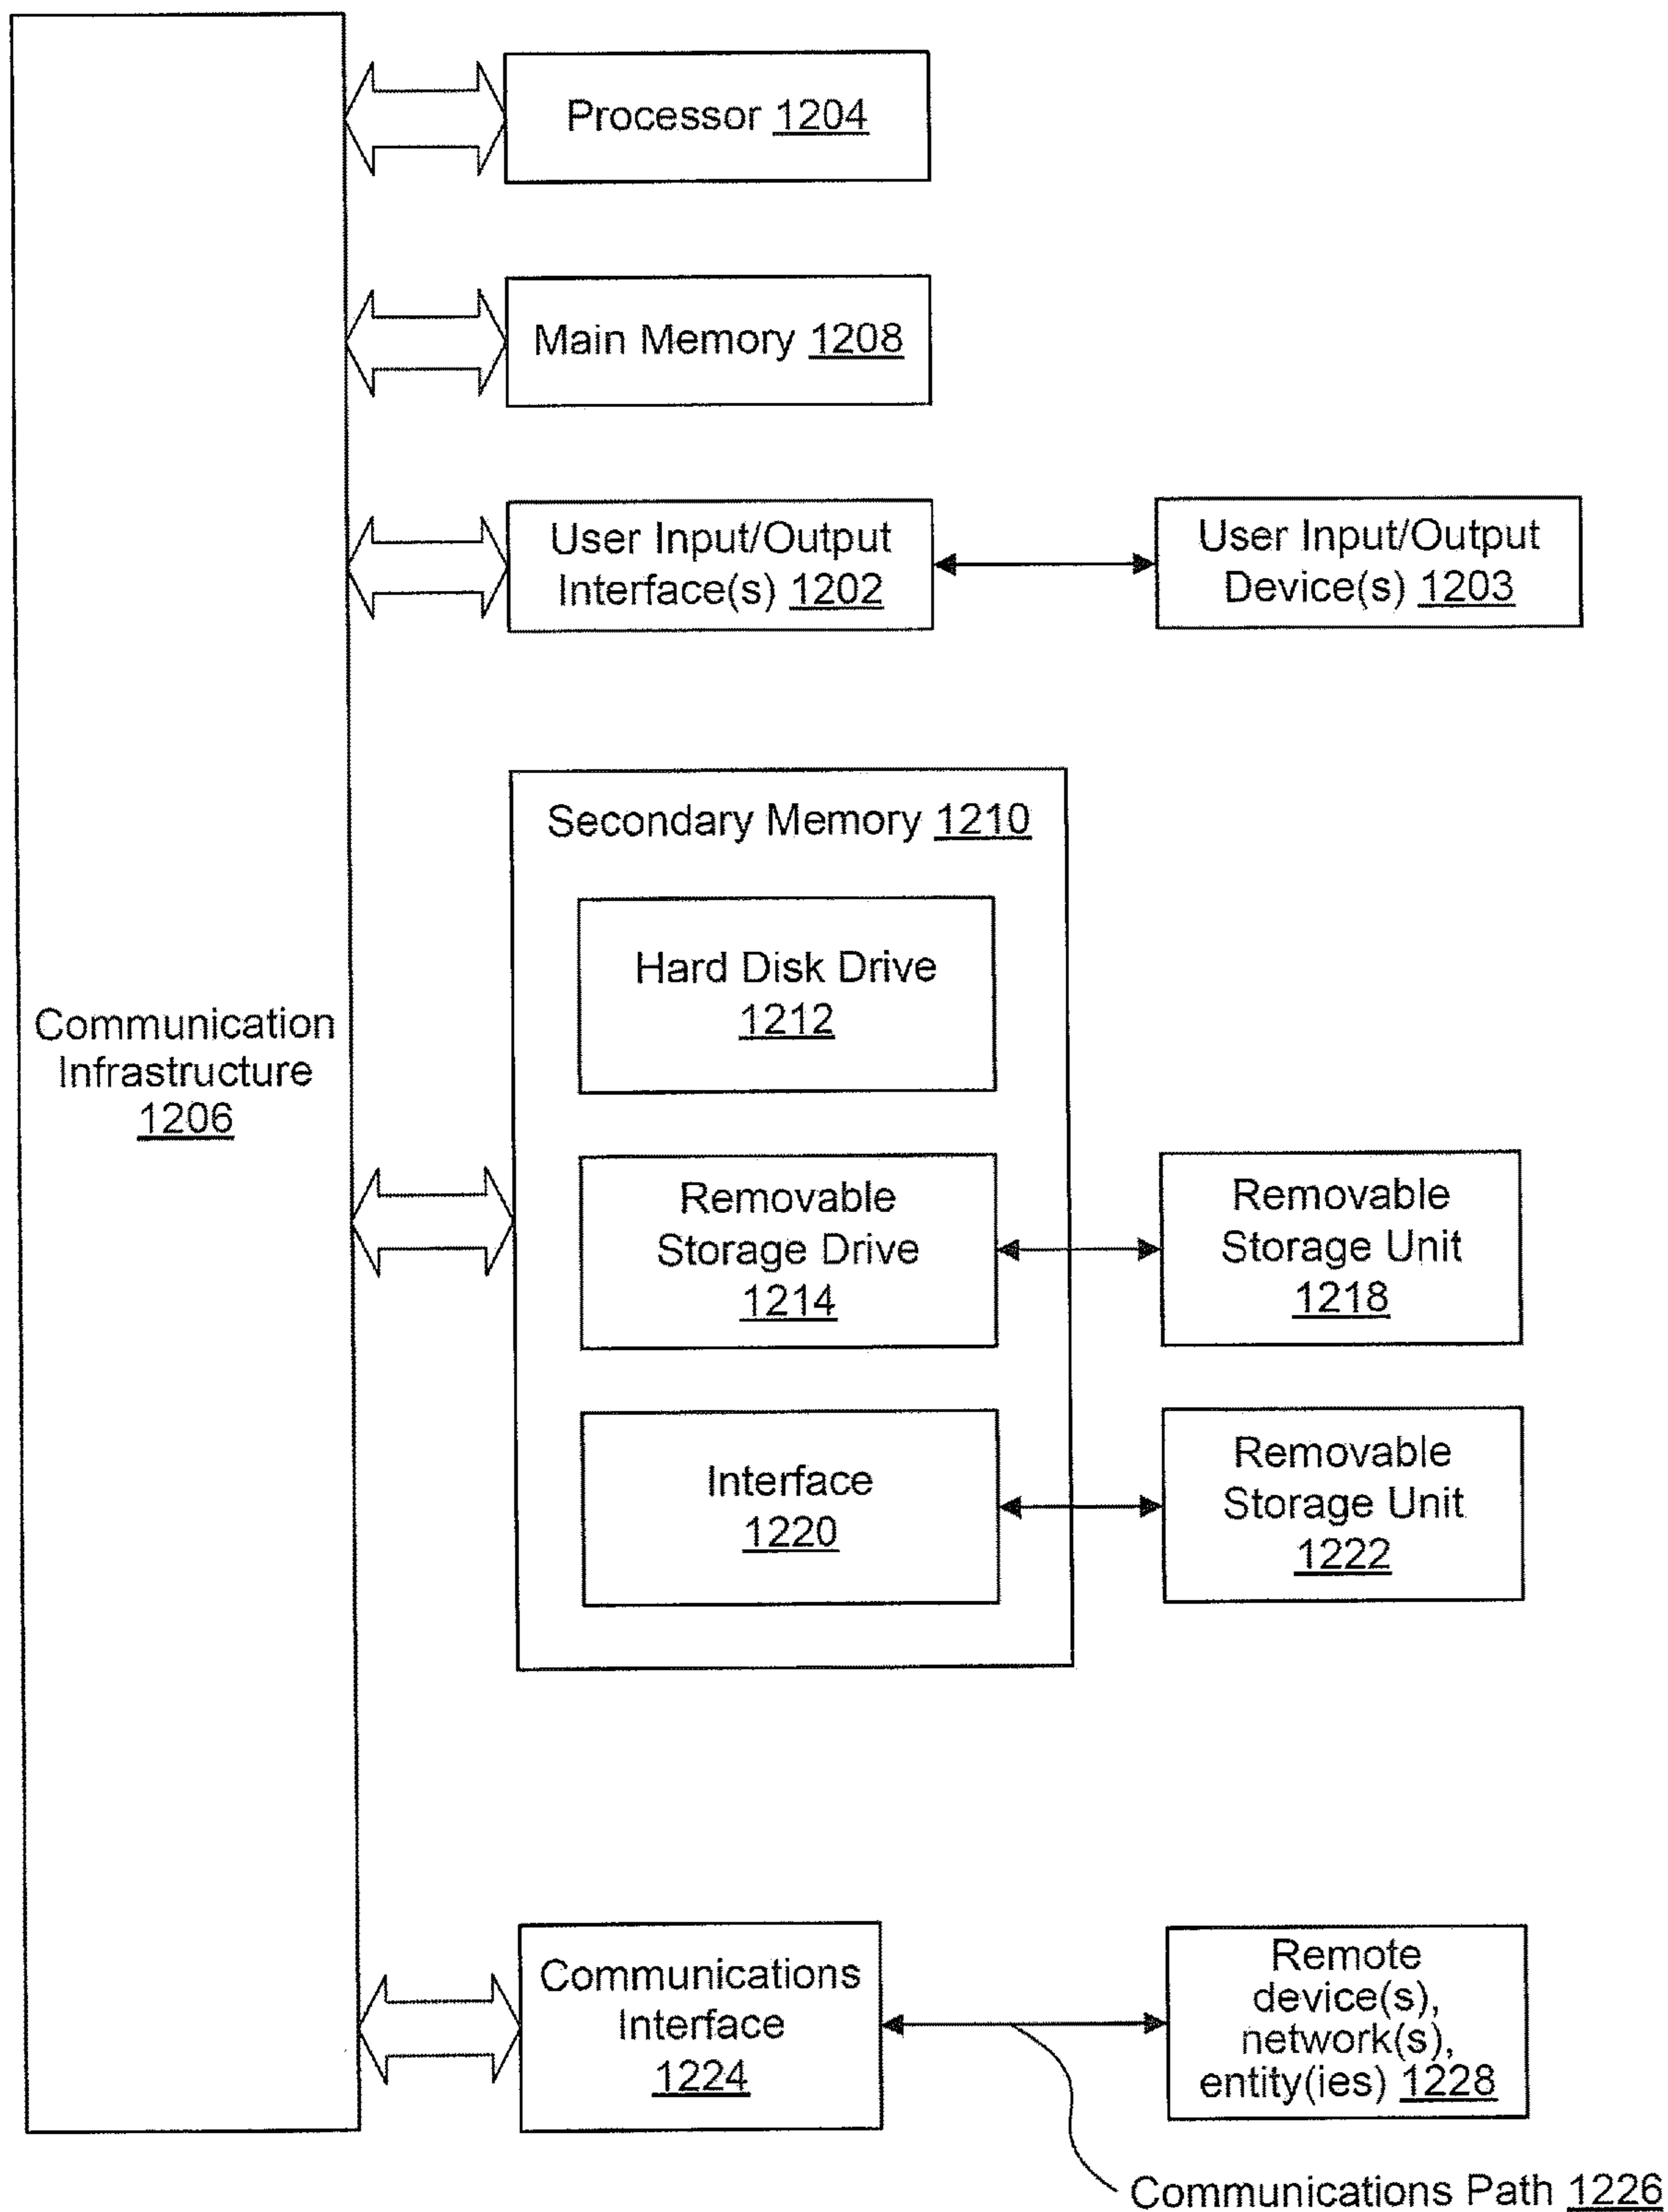 Processor 1204
Main Memory 1208
User Input/Output
Interface(s) 1202
User Input/Output
Device(s) 1203
Secondary Memory 1210
Hard Disk Drive
1212
Communication
Infrastructure
1206
Removable
Storage Drive
1214
Removable
Storage Unit
1218
Interface
1220
Removable
Storage Unit
1222
Communications
Interface
1224
Remote
device(s),
network(s),
entity(ies) 1228
Communications Path 1226